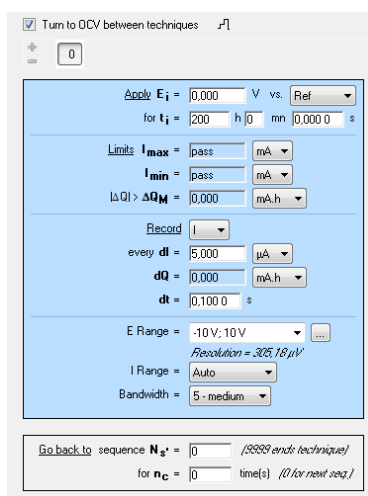 Turn to OCV between techniques
0
Apply Ei = 0,000 V vs. Ref
for ti = 200 h 0 mn 0,000 0 s
Limits Imax = pass mA
Imin = pass mA
|ΔQ| > ΔQM = 0,000 mA.h
Record I
every dI = 5,000 µA
dQ = 0,000 mA.h
dt = 0,100 0 s
E Range = -10 V; 10 V ...
Resolution = 305,18 µV
I Range = Auto
Bandwidth = 5 - medium
Go back to sequence Ns' = 0 (9999 ends technique)
for nc = 0 time(s) (0 for next seq.)